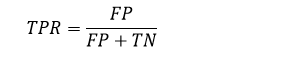 TPR = FP / (FP + TN)